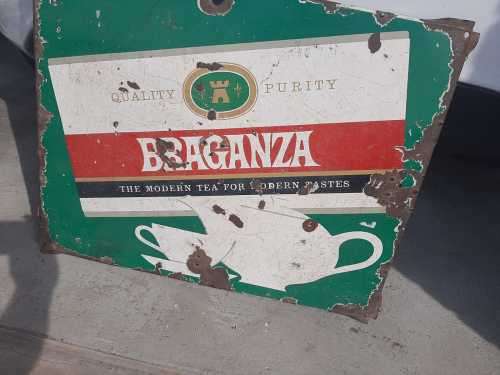 QUALITY PURITY
BRAGANZA
THE MODERN TEA FOR MODERN TASTES